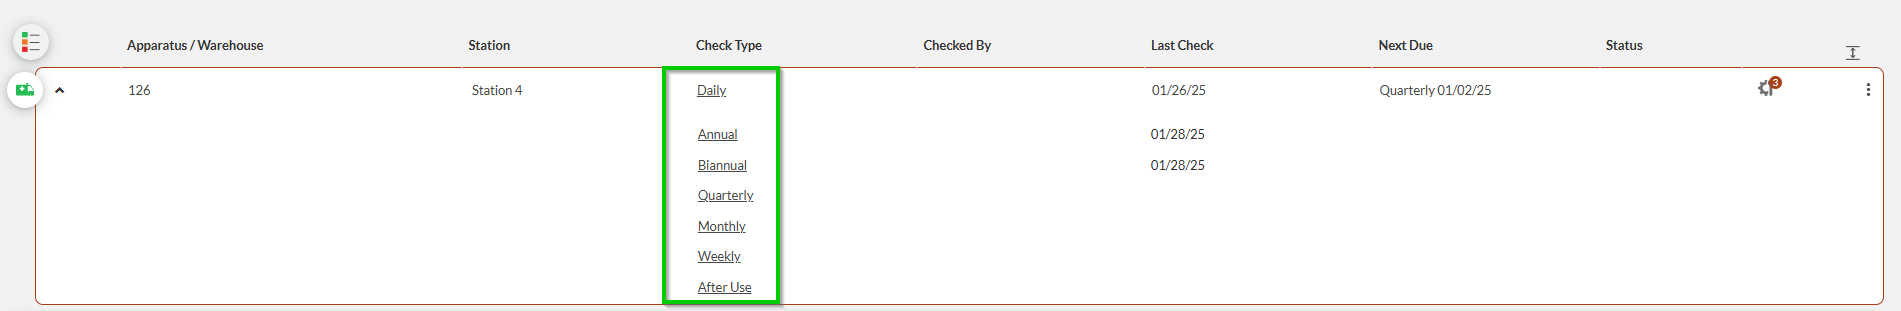 Apparatus / Warehouse Station Check Type Checked By Last Check Next Due Status
126 Station 4 Daily 01/26/25 Quarterly 01/02/25 3
Annual 01/28/25
Biannual 01/28/25
Quarterly
Monthly
Weekly
After Use